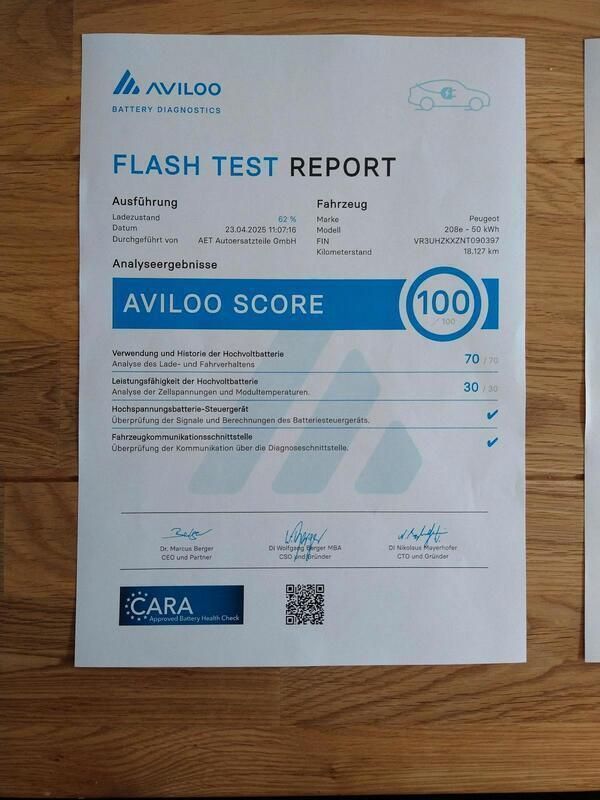 AVILOO
BATTERY DIAGNOSTICS
FLASH TEST REPORT
Ausführung
Ladezustand 62 %
Datum 23.04.2025 11:07:16
Durchgeführt von AET Autoersatzteile GmbH
Fahrzeug
Marke Peugeot
Modell 208e - 50 kWh
FIN VR3UHZKXZNT090397
Kilometerstand 18.127 km
Analyseergebnisse
AVILOO SCORE 100 / 100
Verwendung und Historie der Hochvoltbatterie 70 / 70
Analyse des Lade- und Fahrverhaltens
Leistungsfähigkeit der Hochvoltbatterie 30 / 30
Analyse der Zellspannungen und Modultemperaturen.
Hochspannungsbatterie-Steuergerät
Überprüfung der Signale und Berechnungen des Batteriesteuergeräts.
Fahrzeugkommunikationsschnittstelle
Überprüfung der Kommunikation über die Diagnoseschnittstelle.
Dr. Marcus Berger
CEO und Partner
DI Wolfgang Berger MBA
CSO und Gründer
DI Nikolaus Mayerhofer
CTO und Gründer
CARA
Approved Battery Health Check